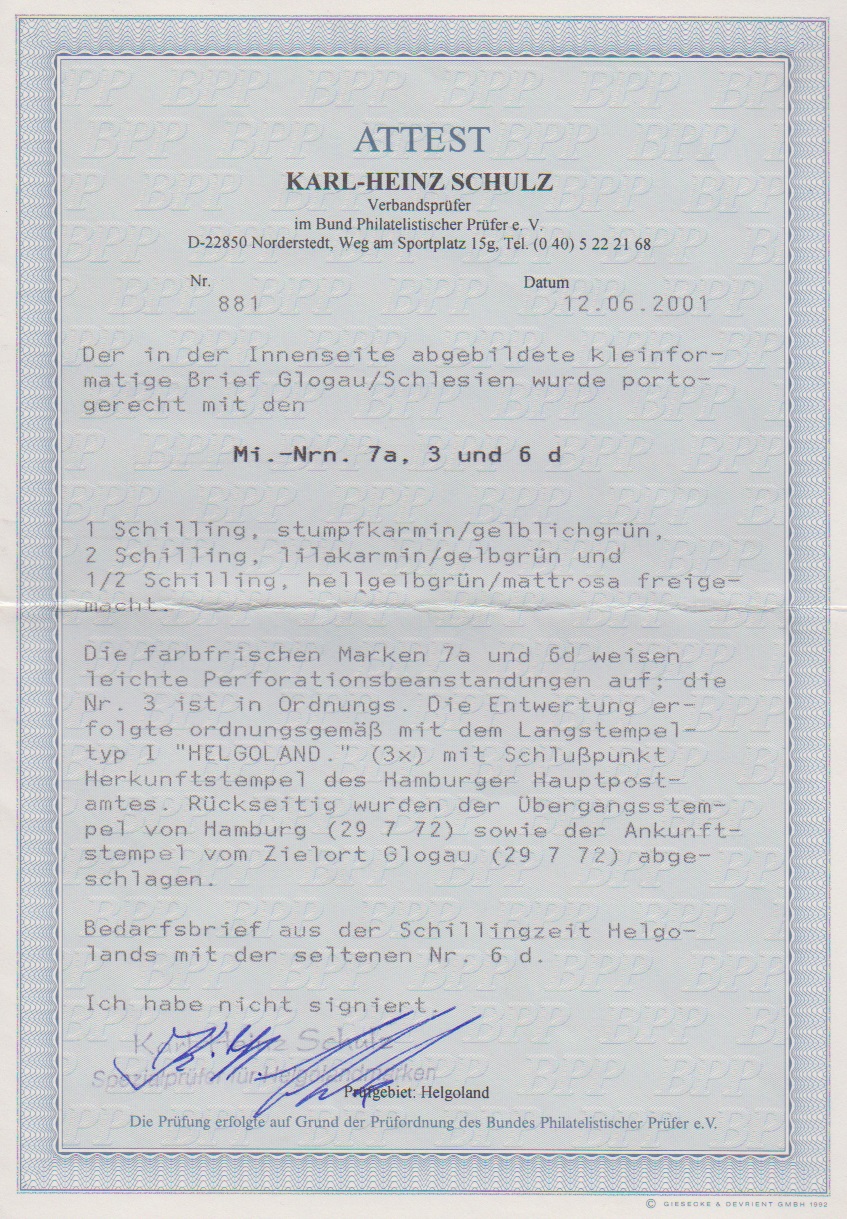 ATTEST
KARL-HEINZ SCHULZ
Verbandsprüfer
im Bund Philatelistischer Prüfer e. V.
D-22850 Norderstedt, Weg am Sportplatz 15g, Tel. (0 40) 5 22 21 68
Nr. Datum
881 12.06.2001
Der in der Innenseite abgebildete kleinfor-
matige Brief Glogau/Schlesien wurde porto-
gerecht mit den
Mi.-Nrn. 7a, 3 und 6 d
1 Schilling, stumpfkarmin/gelblichgrün,
2 Schilling, lilakarmin/gelbgrün und
1/2 Schilling, hellgelbgrün/mattrosa freige-
macht.
Die farbfrischen Marken 7a und 6d weisen
leichte Perforationsbeanstandungen auf; die
Nr. 3 ist in Ordnungs. Die Entwertung er-
folgte ordnungsgemäß mit dem Langstempel-
typ I "HELGOLAND." (3x) mit Schlußpunkt
Herkunftstempel des Hamburger Hauptpost-
amtes. Rückseitig wurden der Übergangsstem-
pel von Hamburg (29 7 72) sowie der Ankunft-
stempel vom Zielort Glogau (29 7 72) abge-
schlagen.
Bedarfsbrief aus der Schillingzeit Helgo-
lands mit der seltenen Nr. 6 d.
Ich habe nicht signiert.
Karl-Heinz Schulz
Spezialprüfer für Helgolandmarken
Prüfgebiet: Helgoland
Die Prüfung erfolgte auf Grund der Prüfordnung des Bundes Philatelistischer Prüfer e.V.
© GIESECKE & DEVRIENT GMBH 1992